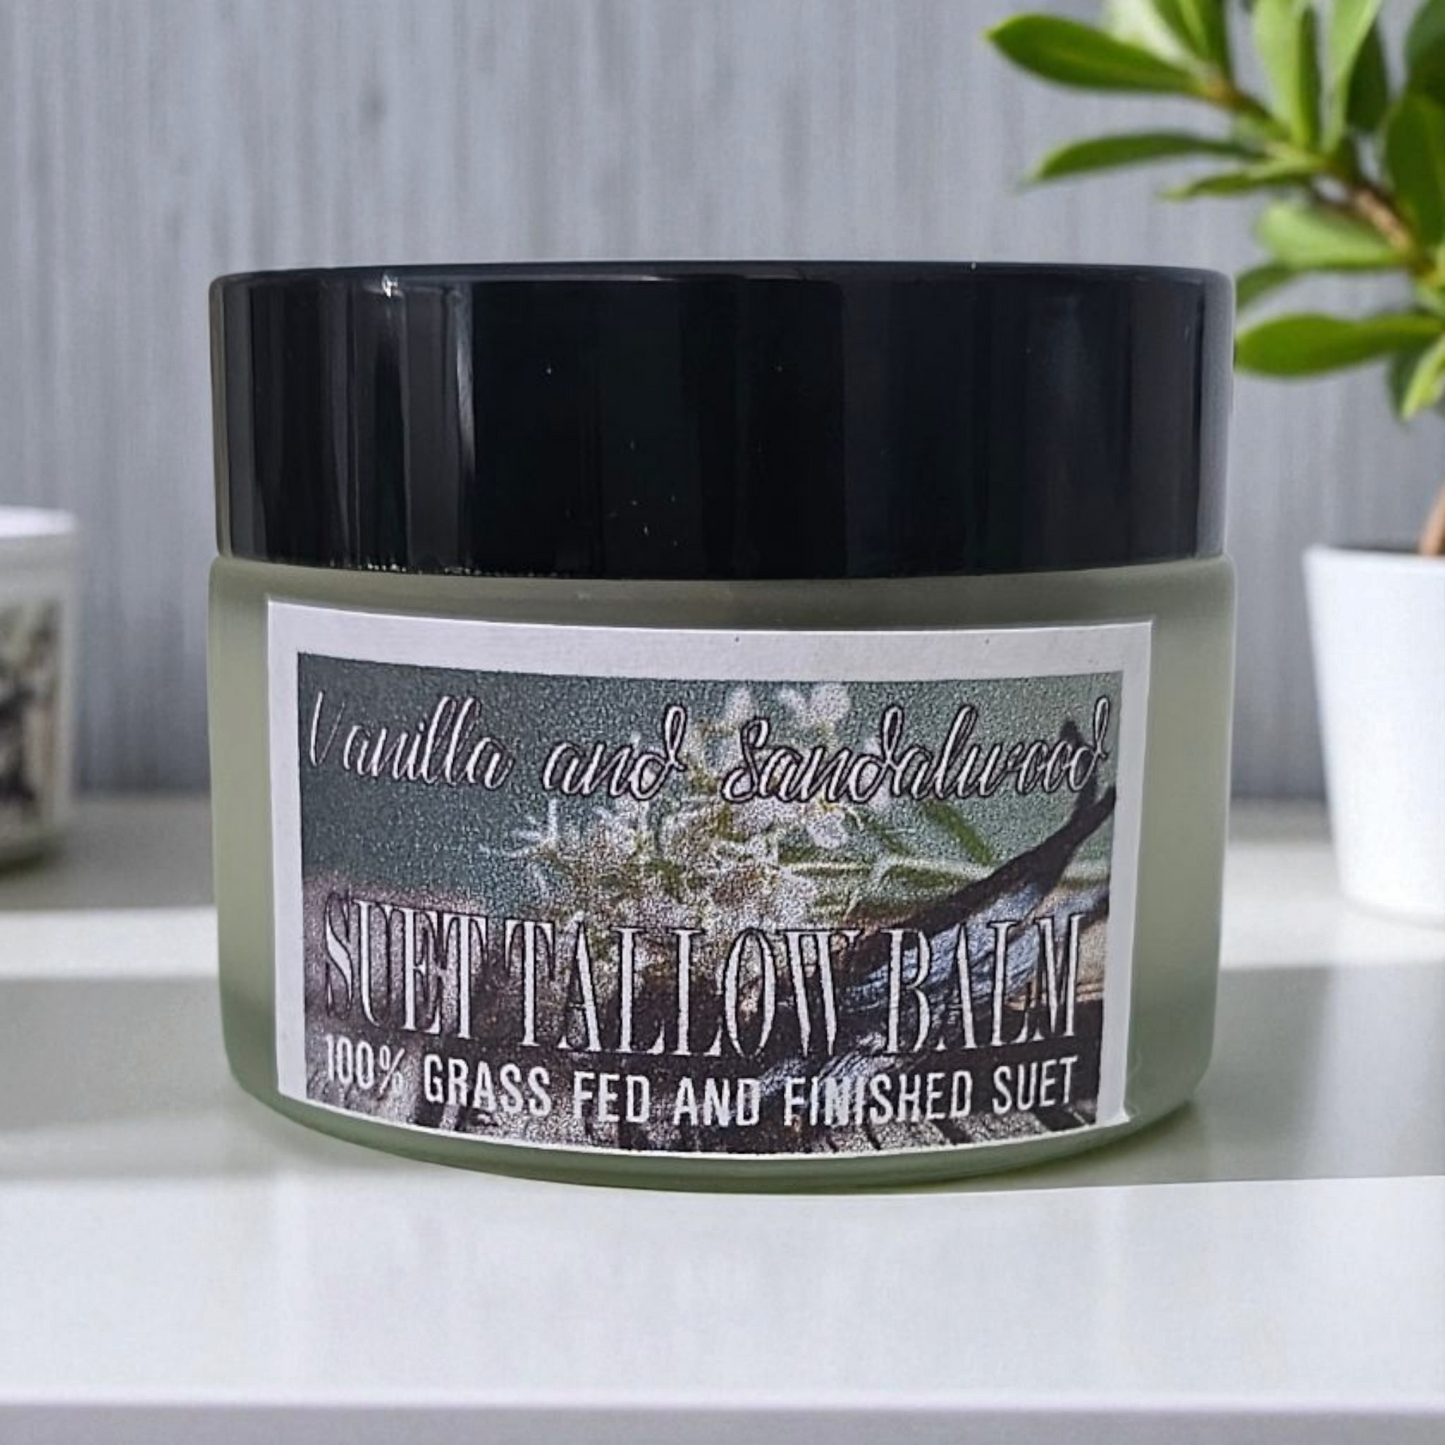 Vanilla and Sandalwood
SUET TALLOW BALM
100% GRASS FED AND FINISHED SUET